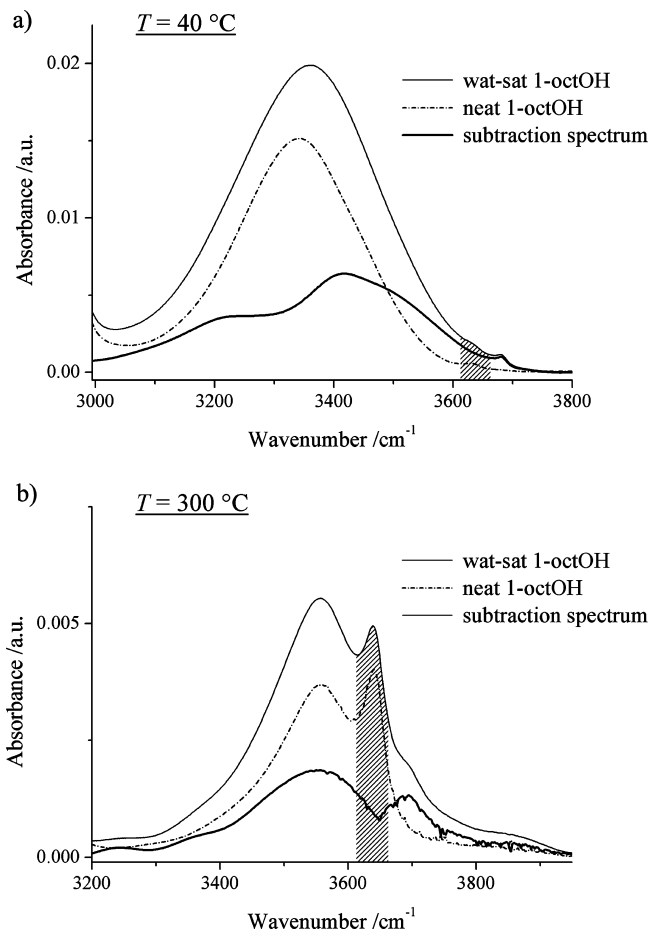 a)
T = 40 °C
0.02
0.01
0.00
Absorbance /a.u.
wat-sat 1-octOH
neat 1-octOH
subtraction spectrum
3000 3200 3400 3600 3800
Wavenumber /cm⁻¹
b)
T = 300 °C
0.005
0.000
Absorbance /a.u.
wat-sat 1-octOH
neat 1-octOH
subtraction spectrum
3200 3400 3600 3800
Wavenumber /cm⁻¹